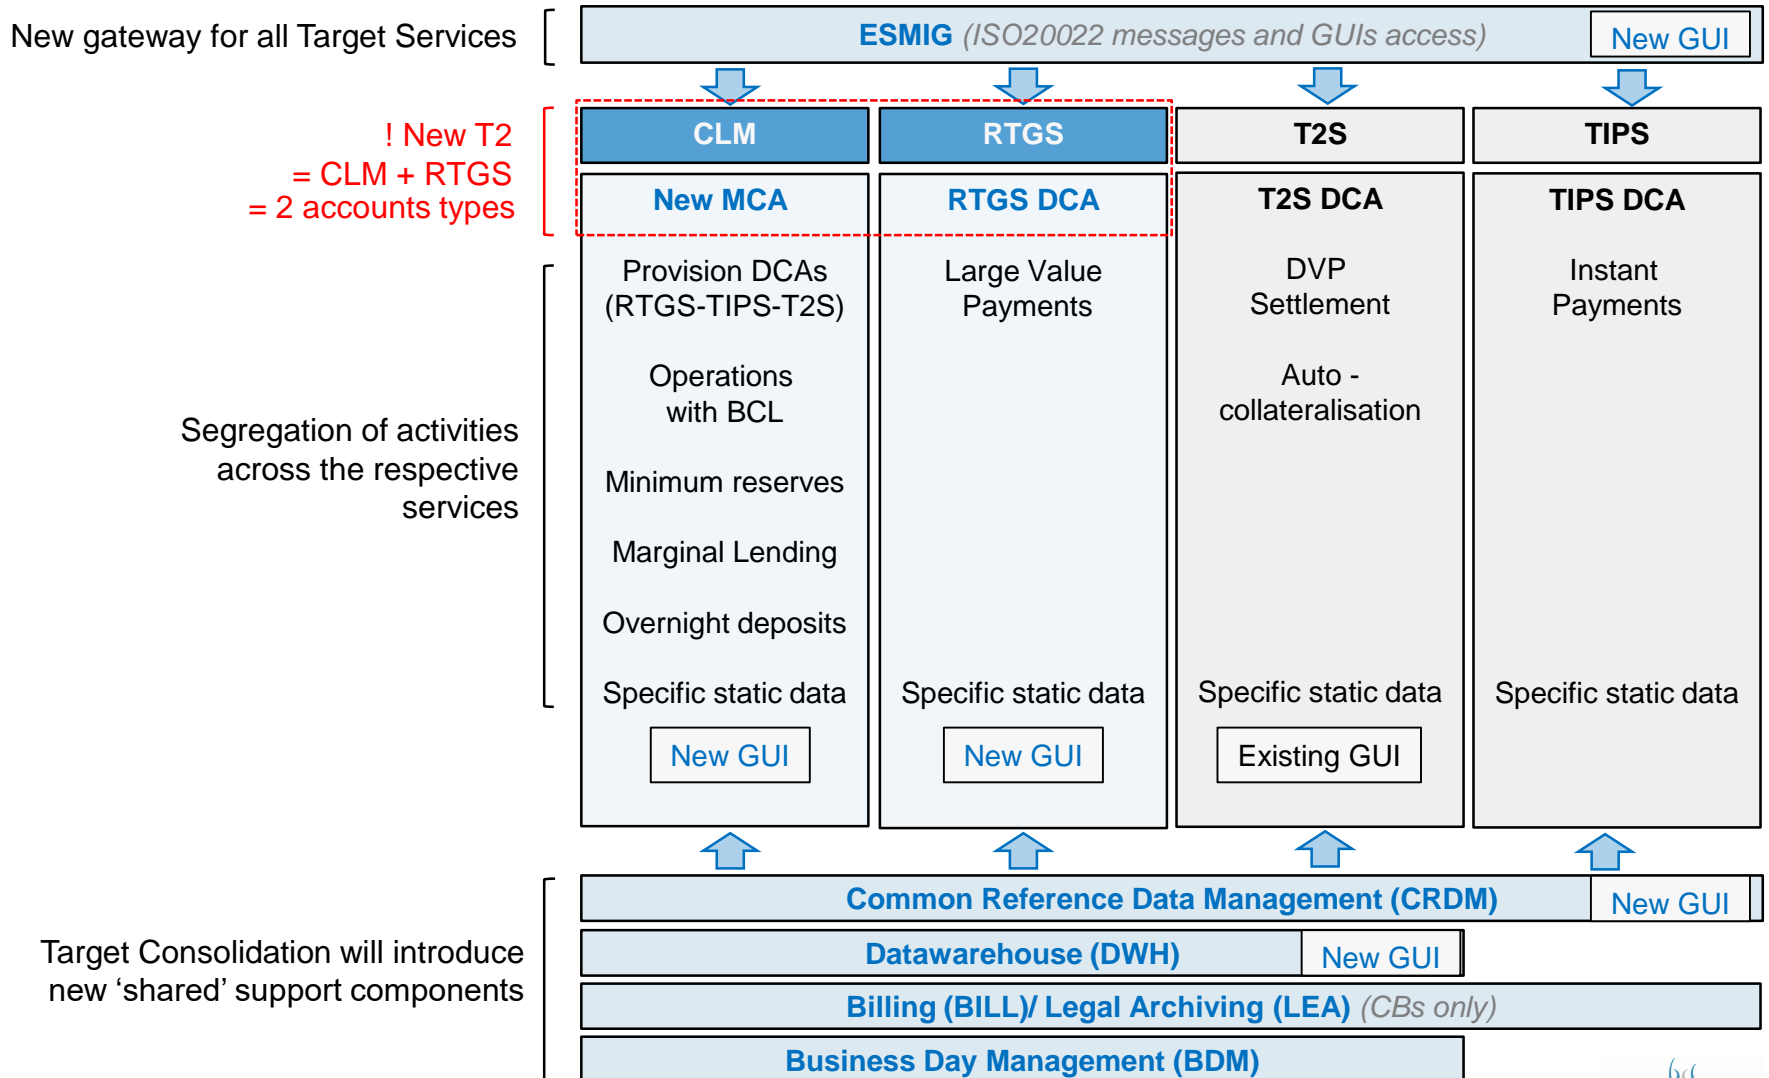 New gateway for all Target Services
ESMIG (ISO20022 messages and GUIs access)
New GUI
! New T2
= CLM + RTGS
= 2 accounts types
CLM
RTGS
T2S
TIPS
New MCA
RTGS DCA
T2S DCA
TIPS DCA
Segregation of activities
across the respective
services
Provision DCAs
(RTGS-TIPS-T2S)
Operations
with BCL
Minimum reserves
Marginal Lending
Overnight deposits
Specific static data
New GUI
Large Value
Payments
Specific static data
New GUI
DVP
Settlement
Auto -
collateralisation
Specific static data
Existing GUI
Instant
Payments
Specific static data
Target Consolidation will introduce
new ‘shared’ support components
Common Reference Data Management (CRDM)
New GUI
Datawarehouse (DWH)
New GUI
Billing (BILL)/ Legal Archiving (LEA) (CBs only)
Business Day Management (BDM)